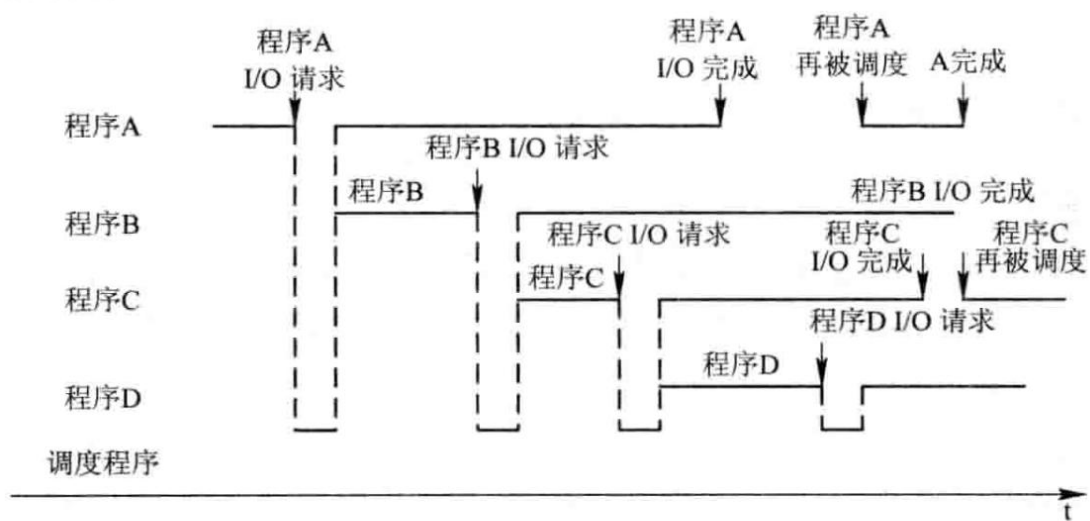 程序A
I/O 请求
程序A
I/O 完成
程序A
再被调度
A完成
程序A
程序B I/O 请求
程序B
程序B I/O 完成
程序B
程序C I/O 请求
程序C
I/O 完成
程序C
再被调度
程序C
程序C
程序D I/O 请求
程序D
程序D
调度程序
t